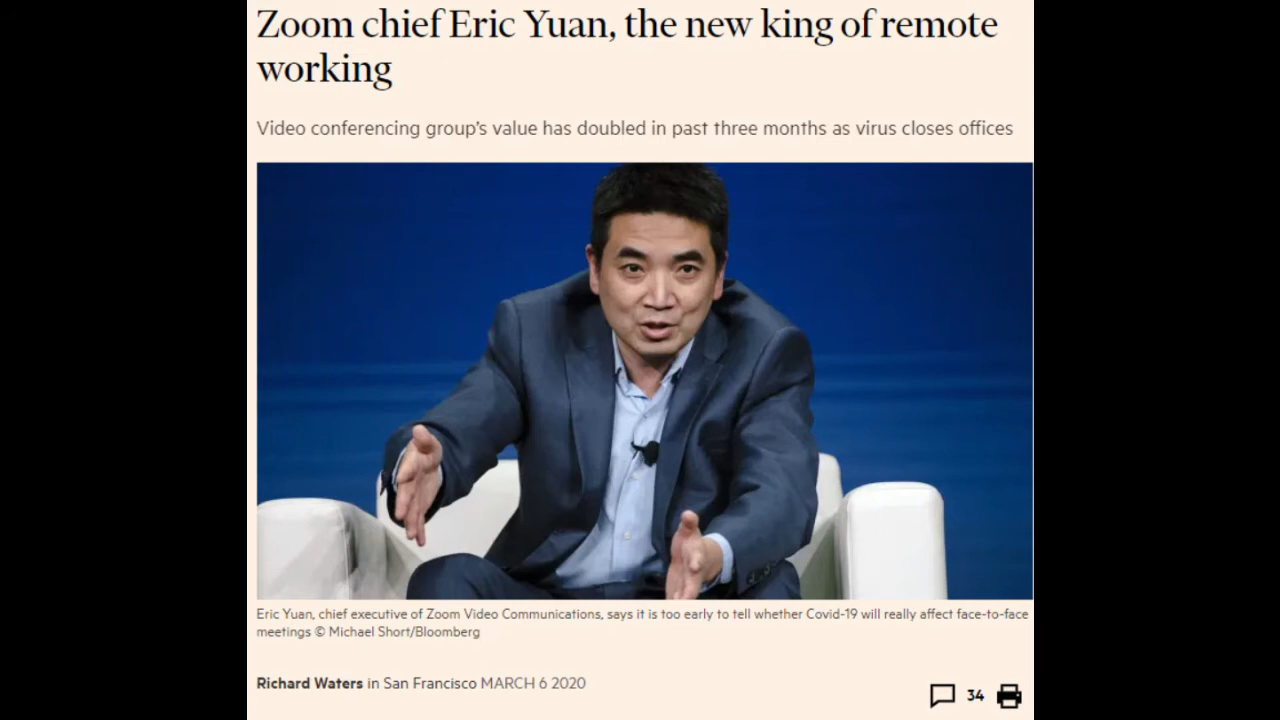 Zoom chief Eric Yuan, the new king of remote
working
Video conferencing group's value has doubled in past three months as virus closes offices
Eric Yuan, chief executive of Zoom Video Communications, says it is too early to tell whether Covid-19 will really affect face-to-face
meetings © Michael Short/Bloomberg
Richard Waters in San Francisco MARCH 6 2020
34